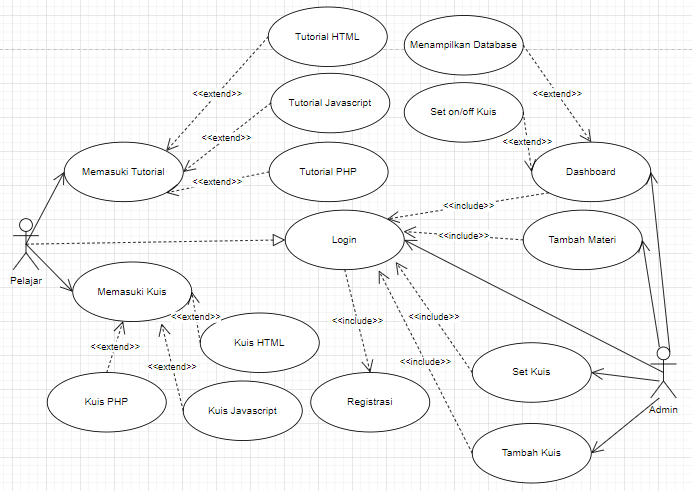 Tutorial HTML
Menampilkan Database
<<extend>>
<<extend>>
Tutorial Javascript
Set on/off Kuis
<<extend>>
<<extend>>
Memasuki Tutorial
<<extend>>
Tutorial PHP
Dashboard
<<include>>
Login
<<include>>
Tambah Materi
Pelajar
Memasuki Kuis
<<extend>>
<<include>>
<<include>>
<<extend>>
Kuis HTML
<<extend>>
<<include>>
Set Kuis
Kuis PHP
Kuis Javascript
Registrasi
Admin
Tambah Kuis